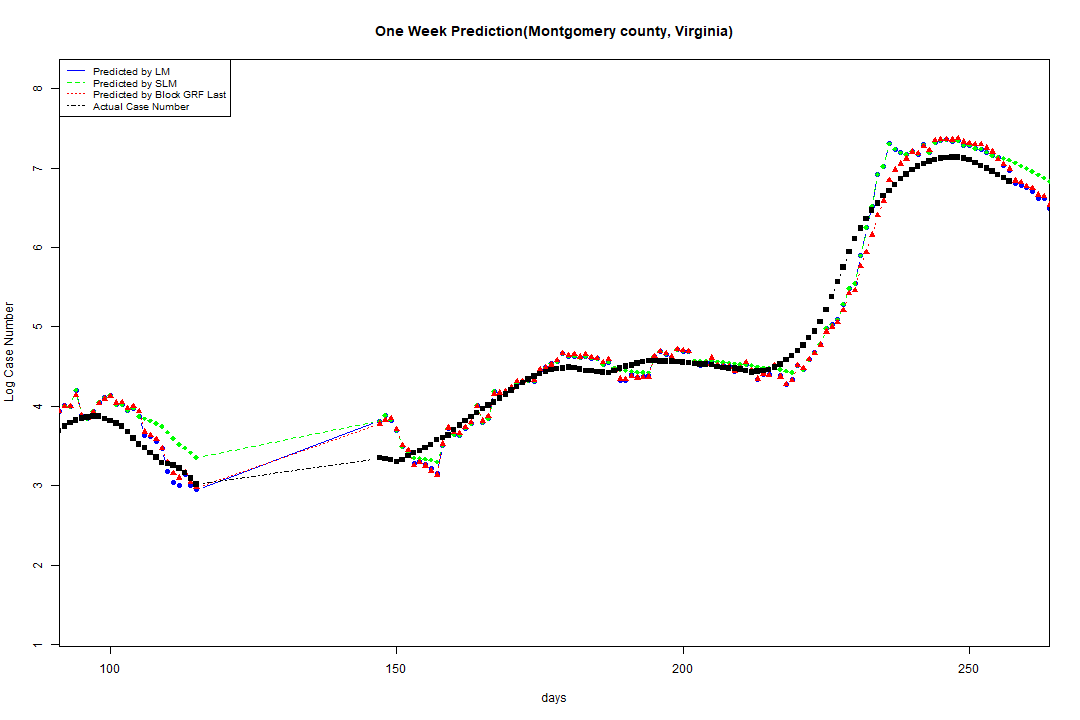 One Week Prediction(Montgomery county, Virginia)
Predicted by LM
Predicted by SLM
Predicted by Block GRF Last
Actual Case Number
8
7
6
5
4
3
2
1
Log Case Number
100 150 200 250
days